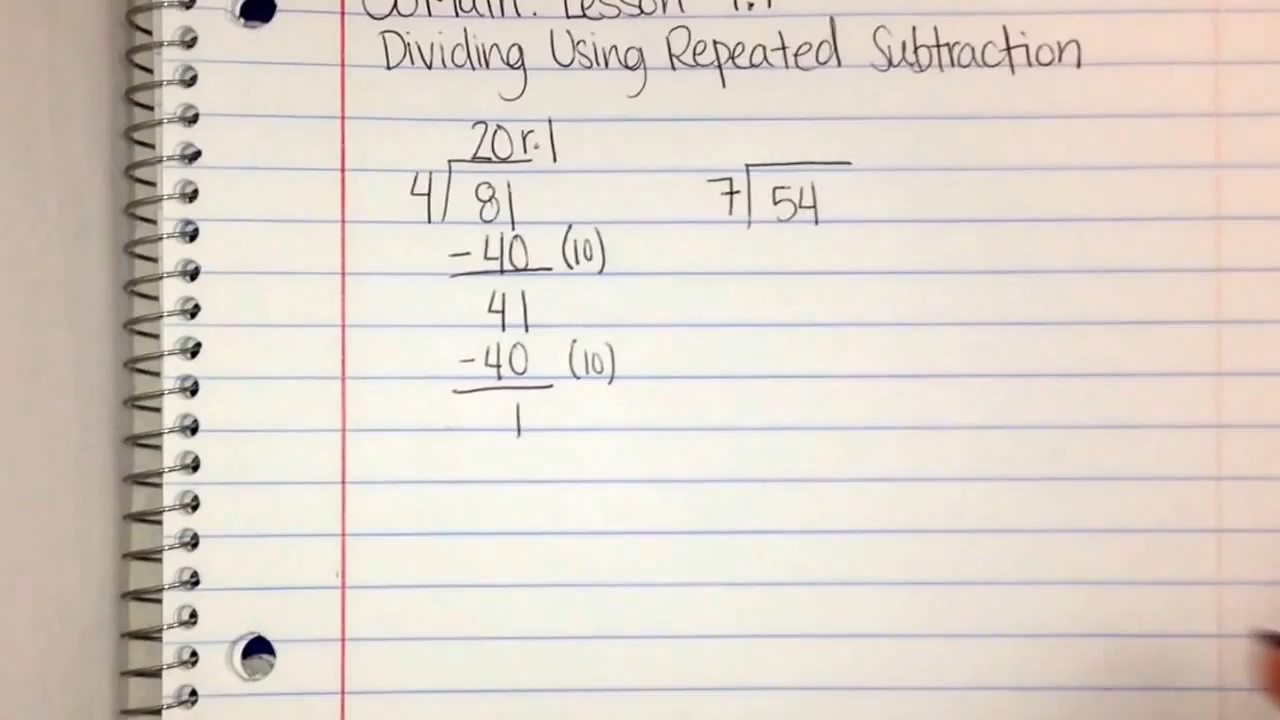 Dividing Using Repeated Subtraction
20 r.1
4 81
- 40 (10)
41
- 40 (10)
1
7 54